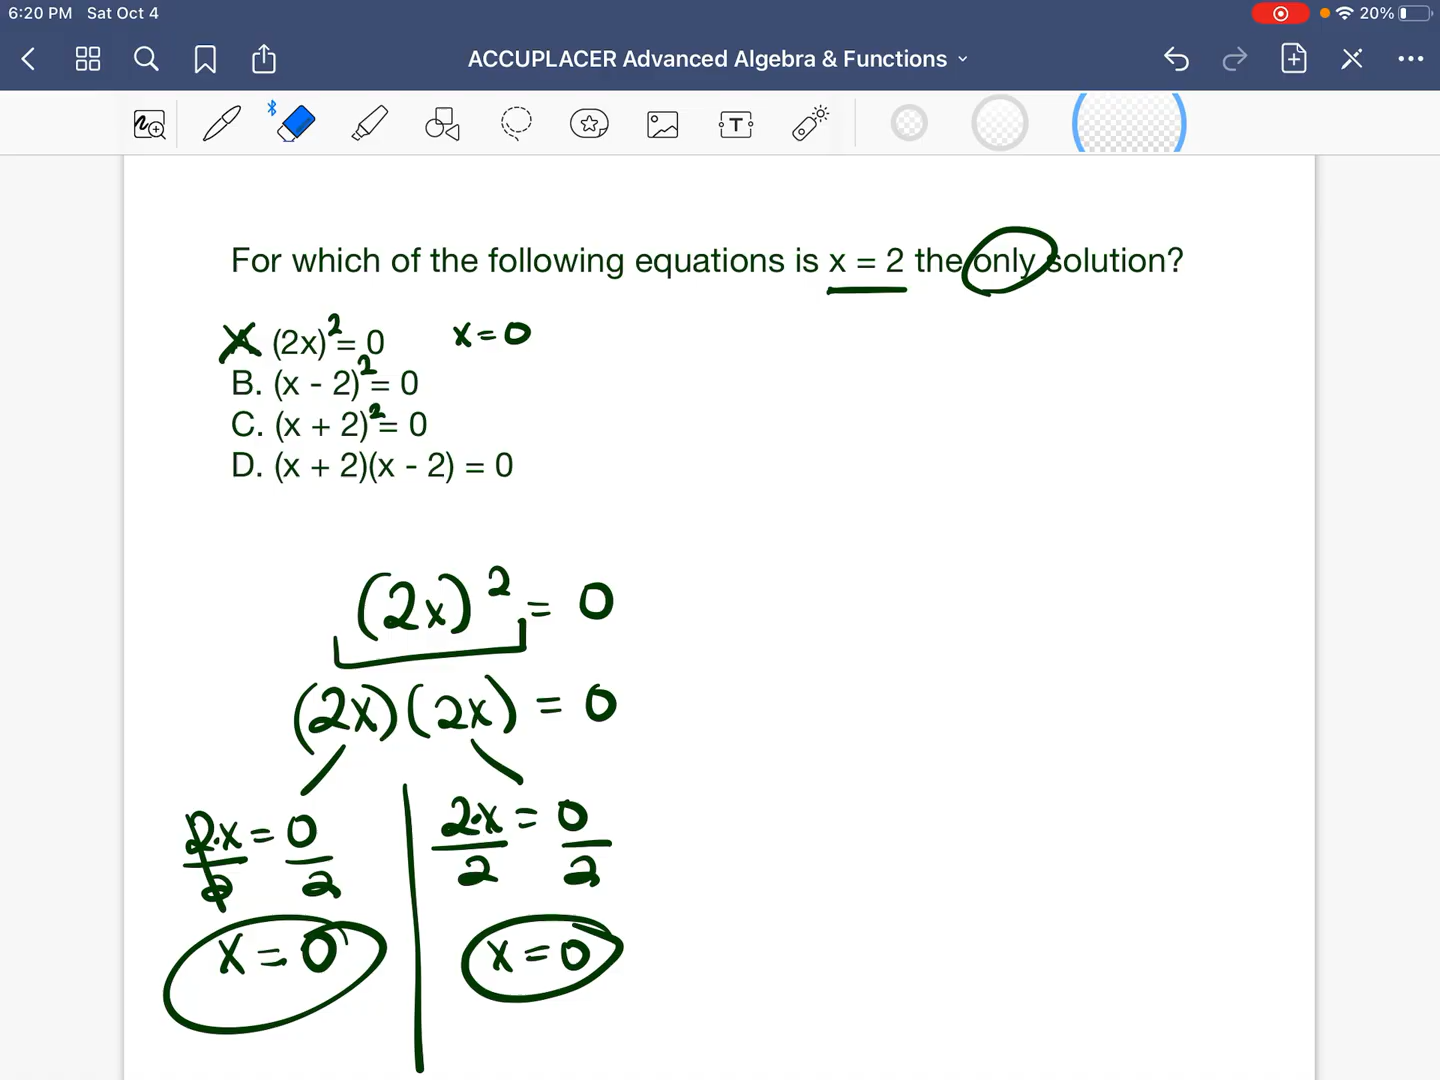 6:20 PM Sat Oct 4 20%
ACCUPLACER Advanced Algebra & Functions
T
For which of the following equations is x = 2 the only solution?
A (2x)² = 0 x = 0
B. (x - 2)² = 0
C. (x + 2)² = 0
D. (x + 2)(x - 2) = 0
(2x)² = 0
(2x)(2x) = 0
2·x = 0 2·x = 0
2 2 2 2
x = 0 x = 0